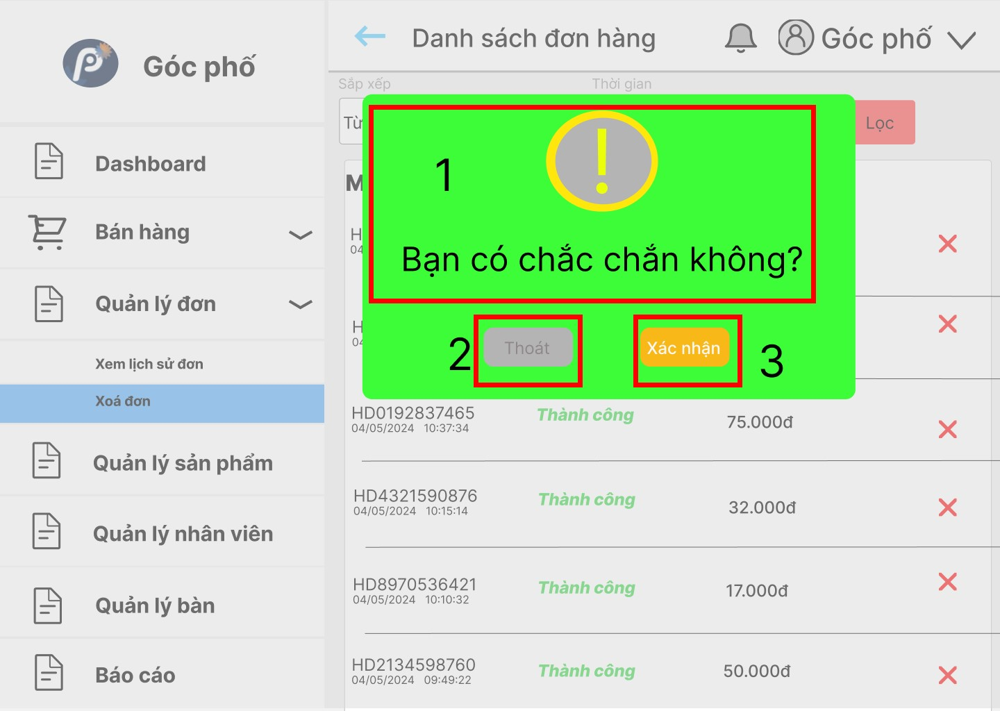 Góc phố
Dashboard
Bán hàng
Quản lý đơn
Xem lịch sử đơn
Xoá đơn
Quản lý sản phẩm
Quản lý nhân viên
Quản lý bàn
Báo cáo
Danh sách đơn hàng
Góc phố
Sắp xếp Thời gian
Từ
Lọc
M
1
!
H
04
Bạn có chắc chắn không?
H
04
2 Thoát Xác nhận 3
HD0192837465 Thành công 75.000đ
04/05/2024 10:37:34
HD4321590876 Thành công 32.000đ
04/05/2024 10:15:14
HD8970536421 Thành công 17.000đ
04/05/2024 10:10:32
HD2134598760 Thành công 50.000đ
04/05/2024 09:49:22